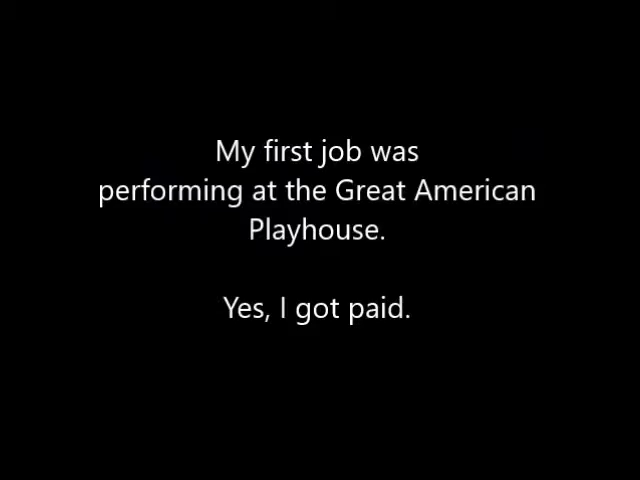 My first job was
performing at the Great American
Playhouse.
Yes, I got paid.